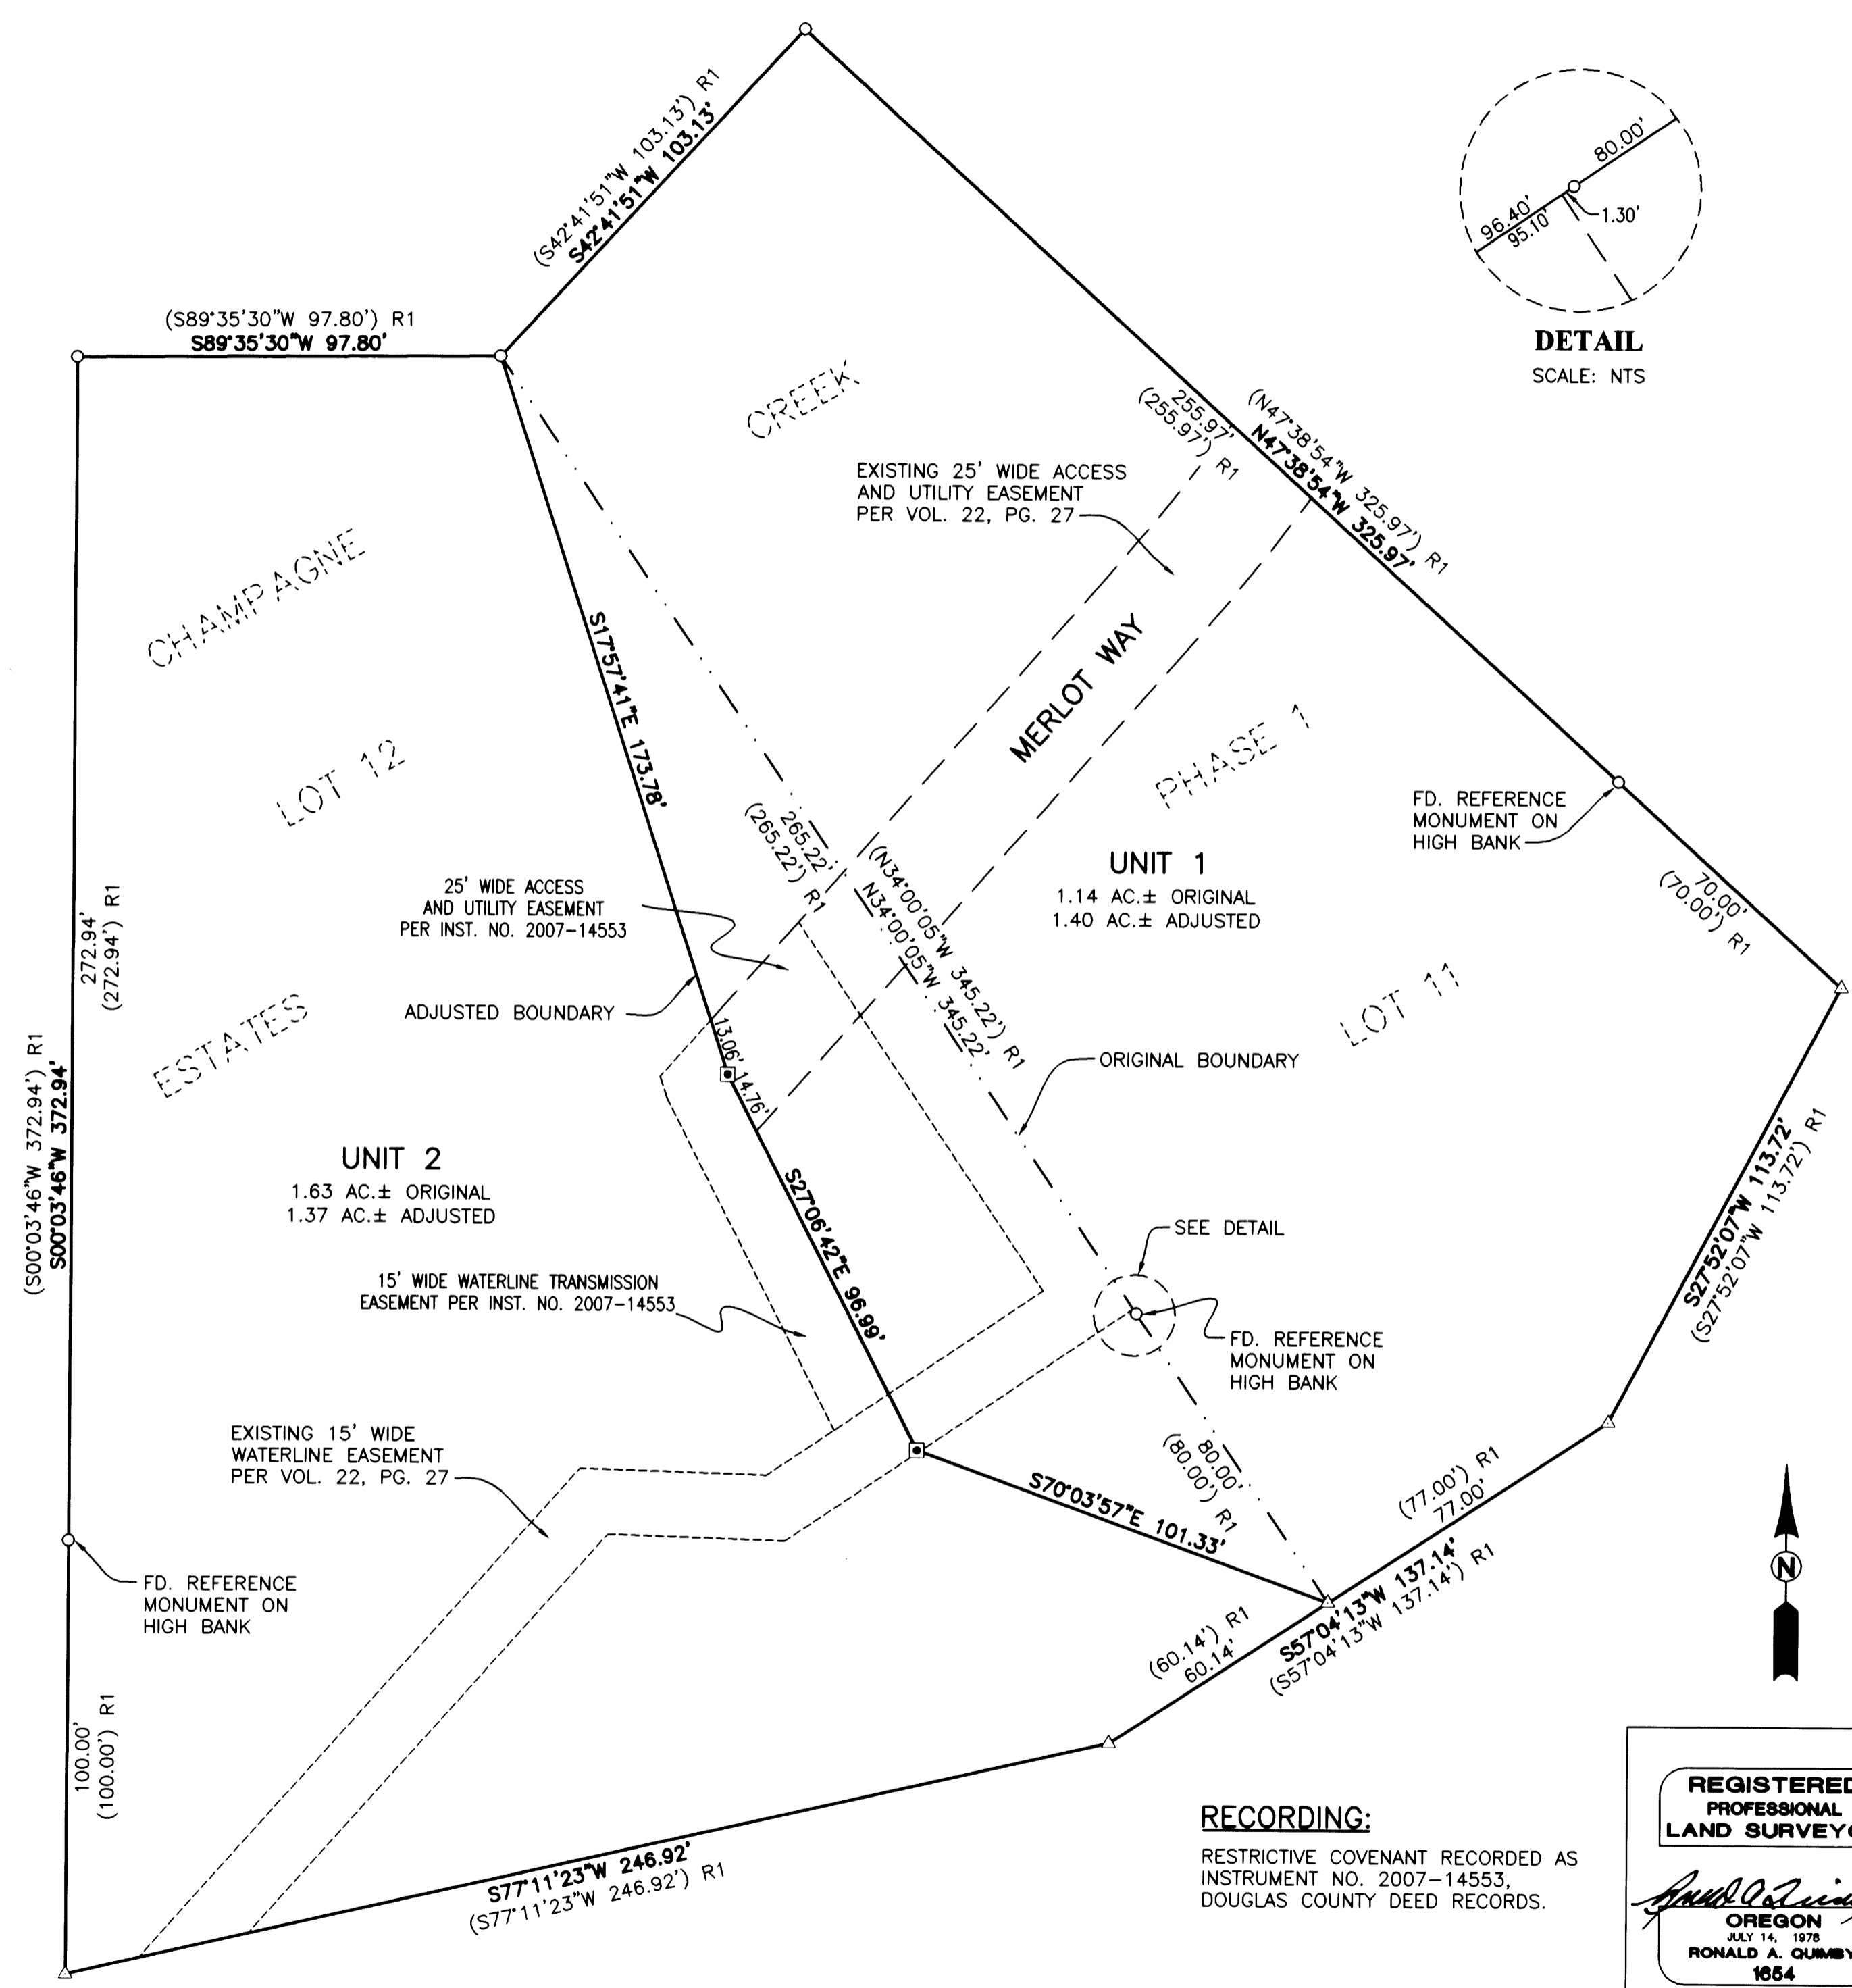 (S42°41'51"W 103.13') R1
S42°41'51"W 103.13'
80.00'
96.40'
95.10'
1.30'
DETAIL
SCALE: NTS
(S89°35'30"W 97.80') R1
S89°35'30"W 97.80'
CREEK
255.97'
(255.97') R1
(N47°38'54"W 325.97') R1
N47°38'54"W 325.97'
EXISTING 25' WIDE ACCESS
AND UTILITY EASEMENT
PER VOL. 22, PG. 27
CHAMPAGNE
S17°57'41"E 173.78'
MERLOT WAY
PHASE 1
LOT 12
FD. REFERENCE
MONUMENT ON
HIGH BANK
265.22'
(265.22') R1
(N34°00'05"W 345.22') R1
N34°00'05"W 345.22'
UNIT 1
1.14 AC.± ORIGINAL
1.40 AC.± ADJUSTED
70.00'
(70.00') R1
25' WIDE ACCESS
AND UTILITY EASEMENT
PER INST. NO. 2007-14553
272.94'
(272.94') R1
ADJUSTED BOUNDARY
LOT 11
ESTATES
13.06'
14.76'
ORIGINAL BOUNDARY
(S00°03'46"W 372.94') R1
S00°03'46"W 372.94'
UNIT 2
1.63 AC.± ORIGINAL
1.37 AC.± ADJUSTED
S27°06'42"E 96.99'
S27°52'07"W 113.72'
(S27°52'07"W 113.72') R1
SEE DETAIL
15' WIDE WATERLINE TRANSMISSION
EASEMENT PER INST. NO. 2007-14553
FD. REFERENCE
MONUMENT ON
HIGH BANK
EXISTING 15' WIDE
WATERLINE EASEMENT
PER VOL. 22, PG. 27
80.00'
(80.00') R1
S70°03'57"E 101.33'
(77.00') R1
77.00'
S57°04'13"W 137.14'
(S57°04'13"W 137.14') R1
(60.14') R1
60.14'
FD. REFERENCE
MONUMENT ON
HIGH BANK
N
100.00'
(100.00') R1
S77°11'23"W 246.92'
(S77°11'23"W 246.92') R1
RECORDING:
RESTRICTIVE COVENANT RECORDED AS
INSTRUMENT NO. 2007-14553,
DOUGLAS COUNTY DEED RECORDS.
REGISTERED
PROFESSIONAL
LAND SURVEYO
OREGON
JULY 14, 1978
RONALD A. QUIMBY
1654